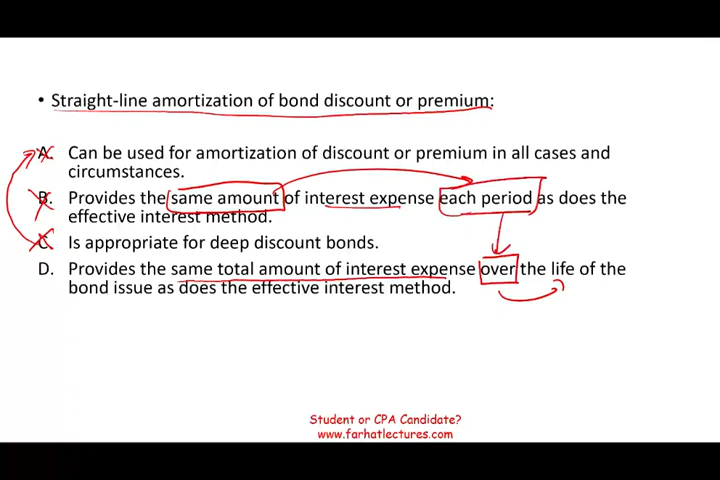 • Straight-line amortization of bond discount or premium:
A. Can be used for amortization of discount or premium in all cases and
circumstances.
B. Provides the same amount of interest expense each period as does the
effective interest method.
C. Is appropriate for deep discount bonds.
D. Provides the same total amount of interest expense over the life of the
bond issue as does the effective interest method.
Student or CPA Candidate?
www.farhatlectures.com